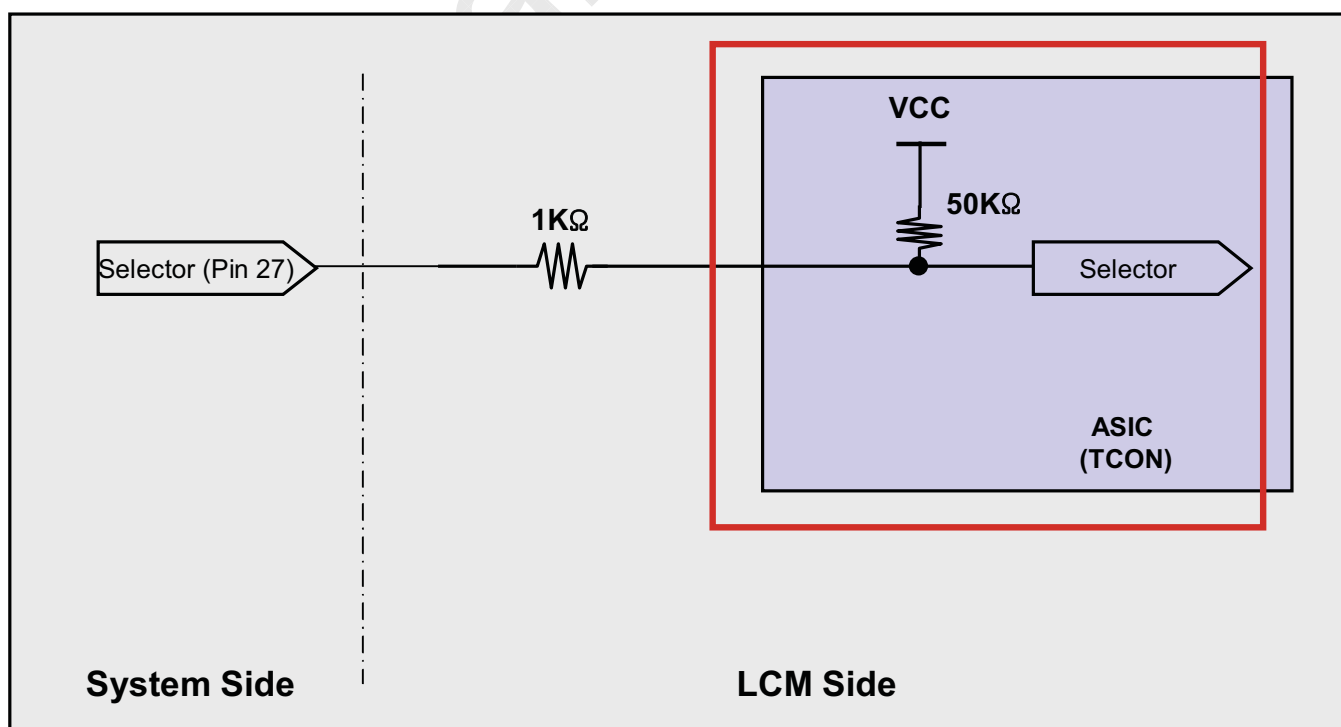 VCC
50KΩ
1KΩ
Selector (Pin 27)
Selector
ASIC
(TCON)
System Side
LCM Side